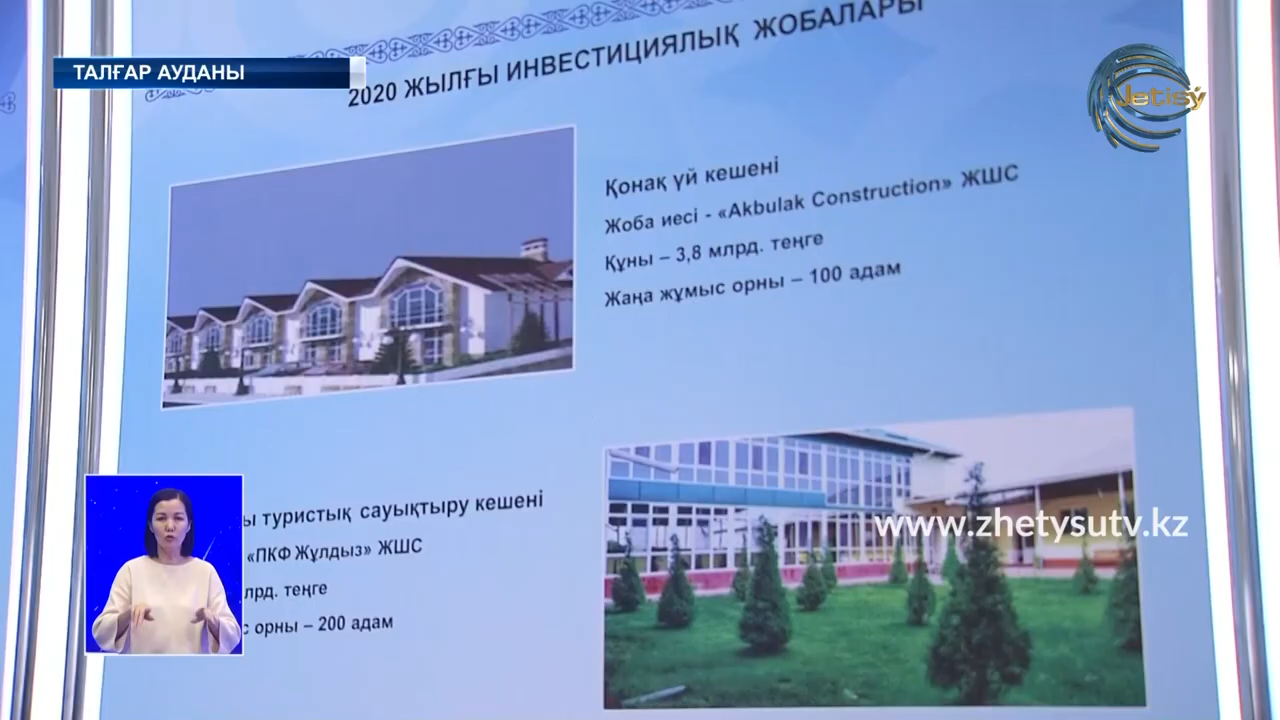 ТАЛҒАР АУДАНЫ
2020 ЖЫЛҒЫ ИНВЕСТИЦИЯЛЫҚ ЖОБАЛАРЫ
Jetisý
Қонақ үй кешені
Жоба иесі - «Akbulak Construction» ЖШС
Құны – 3,8 млрд. теңге
Жаңа жұмыс орны – 100 адам
туристық сауықтыру кешені
«ПКФ Жұлдыз» ЖШС
теңге
орны – 200 адам
www.zhetysutv.kz